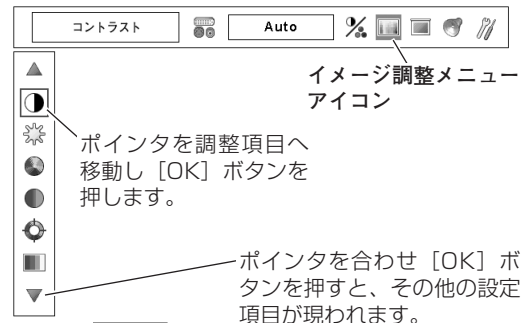 コントラスト
Auto
イメージ調整メニュー
アイコン
ポインタを調整項目へ
移動し［OK］ボタンを
押します。
ポインタを合わせ［OK］ボ
タンを押すと、その他の設定
項目が現われます。